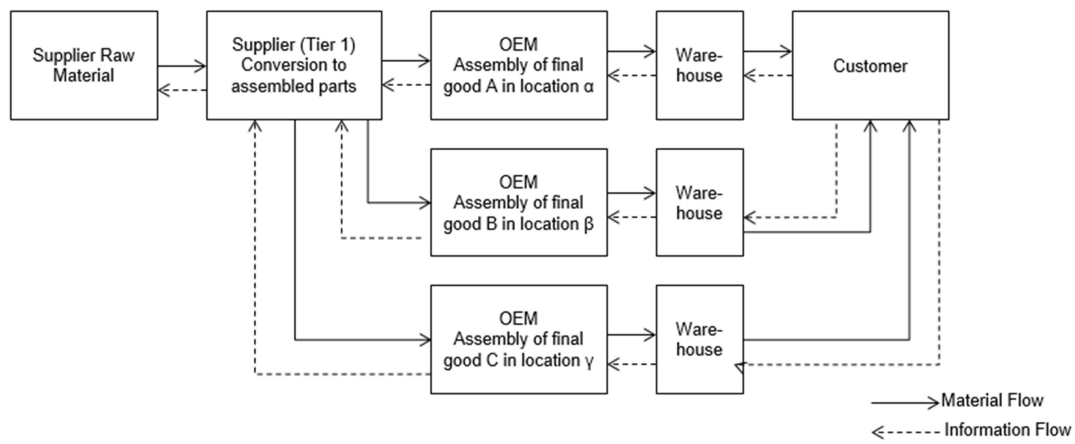 Supplier Raw
Material
Supplier (Tier 1)
Conversion to
assembled parts
OEM
Assembly of final
good A in location α
Ware-
house
Customer
OEM
Assembly of final
good B in location β
Ware-
house
OEM
Assembly of final
good C in location γ
Ware-
house
Material Flow
Information Flow